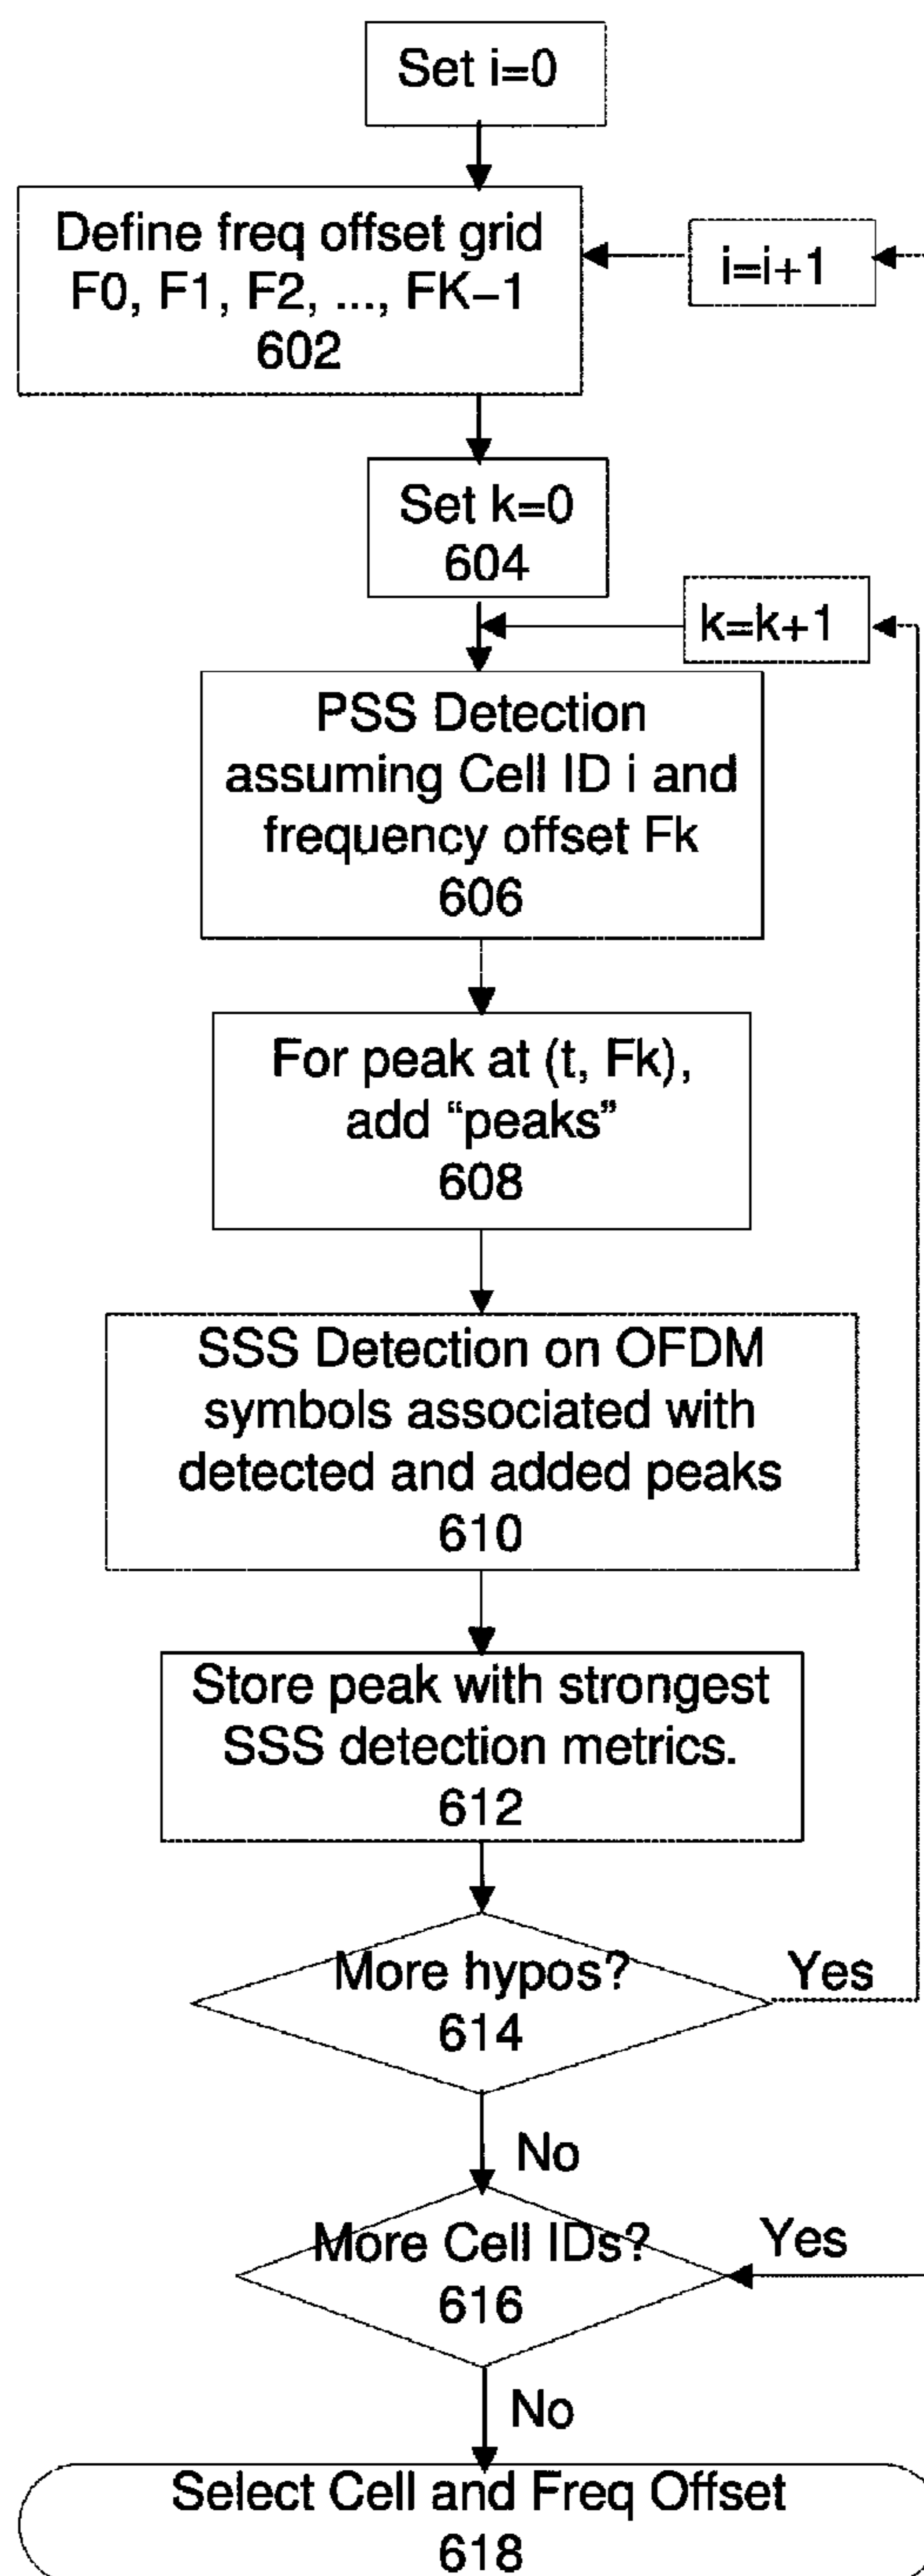 Set i=0
Define freq offset grid
F0, F1, F2, ..., FK−1
602
i=i+1
Set k=0
604
k=k+1
PSS Detection
assuming Cell ID i and
frequency offset Fk
606
For peak at (t, Fk),
add “peaks”
608
SSS Detection on OFDM
symbols associated with
detected and added peaks
610
Store peak with strongest
SSS detection metrics.
612
More hypos?
614
Yes
No
More Cell IDs?
616
Yes
No
Select Cell and Freq Offset
618